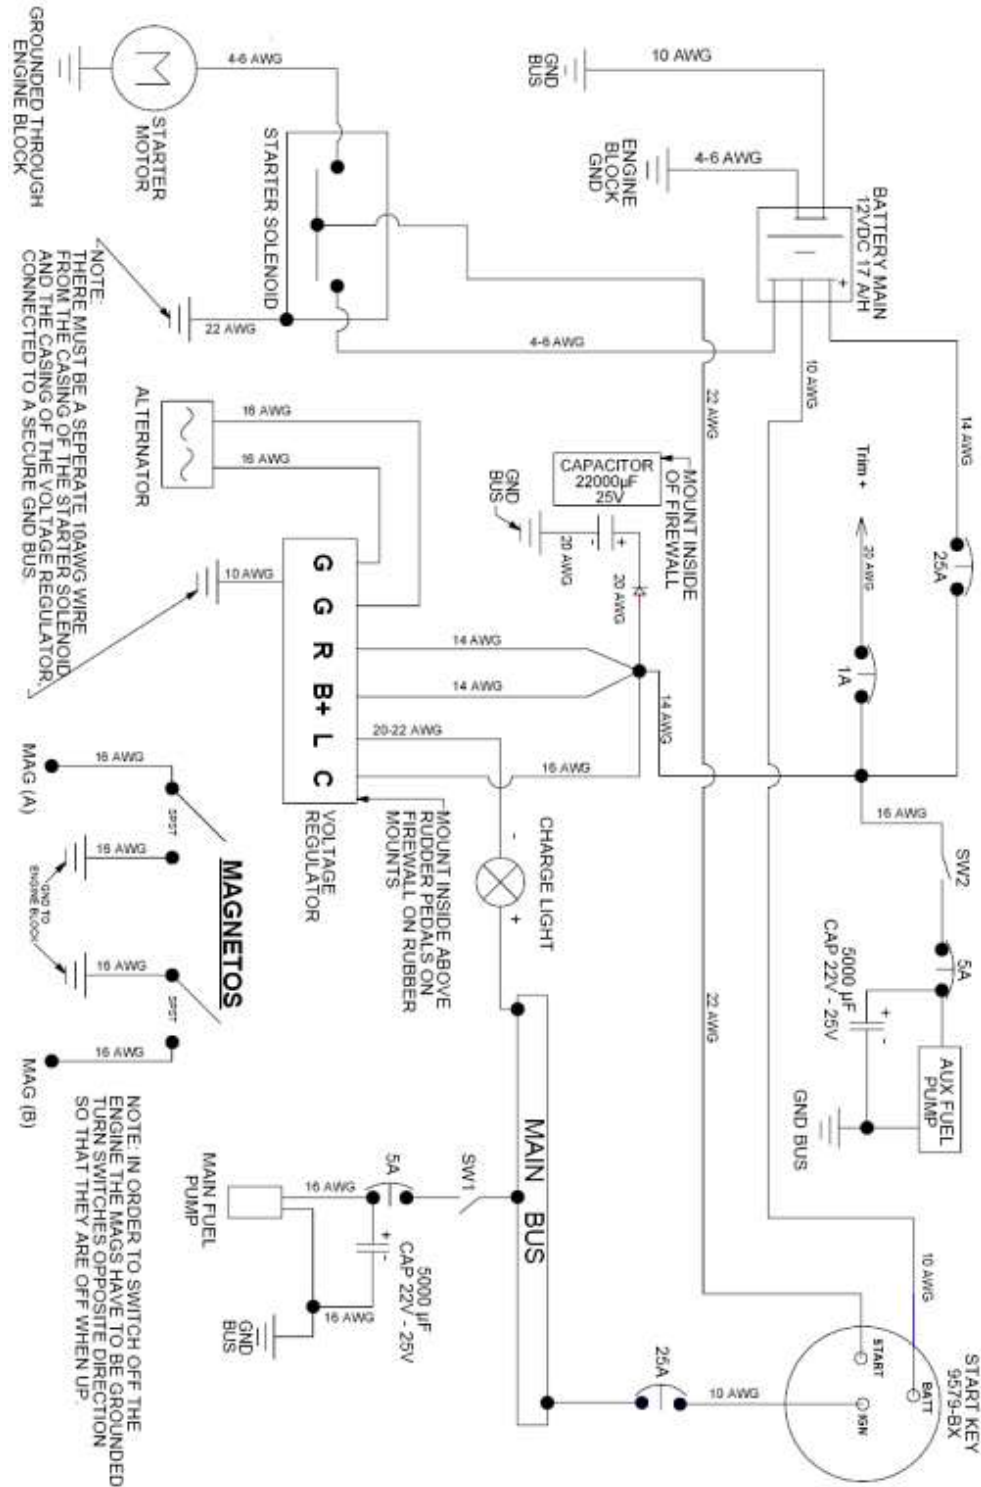 BATTERY MAIN
12VDC 17 A/H
+
10 AWG
GND
BUS
4-6 AWG
ENGINE
BLOCK
GND
4-6 AWG
10 AWG
14 AWG
25A
Trim +
20 AWG
1A
16 AWG
SW2
5A
5000 µF
CAP 22V - 25V
+
-
AUX FUEL
PUMP
GND BUS
START KEY
9579-BX
BATT
START
IGN
10 AWG
10 AWG
25A
22 AWG
22 AWG
4-6 AWG
M
STARTER
MOTOR
GROUNDED THROUGH
ENGINE BLOCK
STARTER SOLENOID
22 AWG
NOTE:
THERE MUST BE A SEPERATE 10AWG WIRE
FROM THE CASING OF THE STARTER SOLENOID
AND THE CASING OF THE VOLTAGE REGULATOR,
CONNECTED TO A SECURE GND BUS
ALTERNATOR
16 AWG
16 AWG
10 AWG
G G R B+ L C
VOLTAGE
REGULATOR
MOUNT INSIDE ABOVE
RUDDER PEDALS ON
FIREWALL ON RUBBER
MOUNTS
14 AWG
14 AWG
20-22 AWG
16 AWG
14 AWG
CAPACITOR
22000µF
25V
MOUNT INSIDE
OF FIREWALL
GND
BUS
20 AWG
-
+
20 AWG
CHARGE LIGHT
-
+
MAIN BUS
SW1
5A
16 AWG
MAIN FUEL
PUMP
5000 µF
CAP 22V - 25V
+
-
16 AWG
GND
BUS
MAGNETOS
MAG (A)
16 AWG
SPST
16 AWG
GND TO
ENGINE BLOCK
16 AWG
SPST
16 AWG
MAG (B)
NOTE: IN ORDER TO SWITCH OFF THE
ENGINE THE MAGS HAVE TO BE GROUNDED
TURN SWITCHES OPPOSITE DIRECTION
SO THAT THEY ARE OFF WHEN UP.